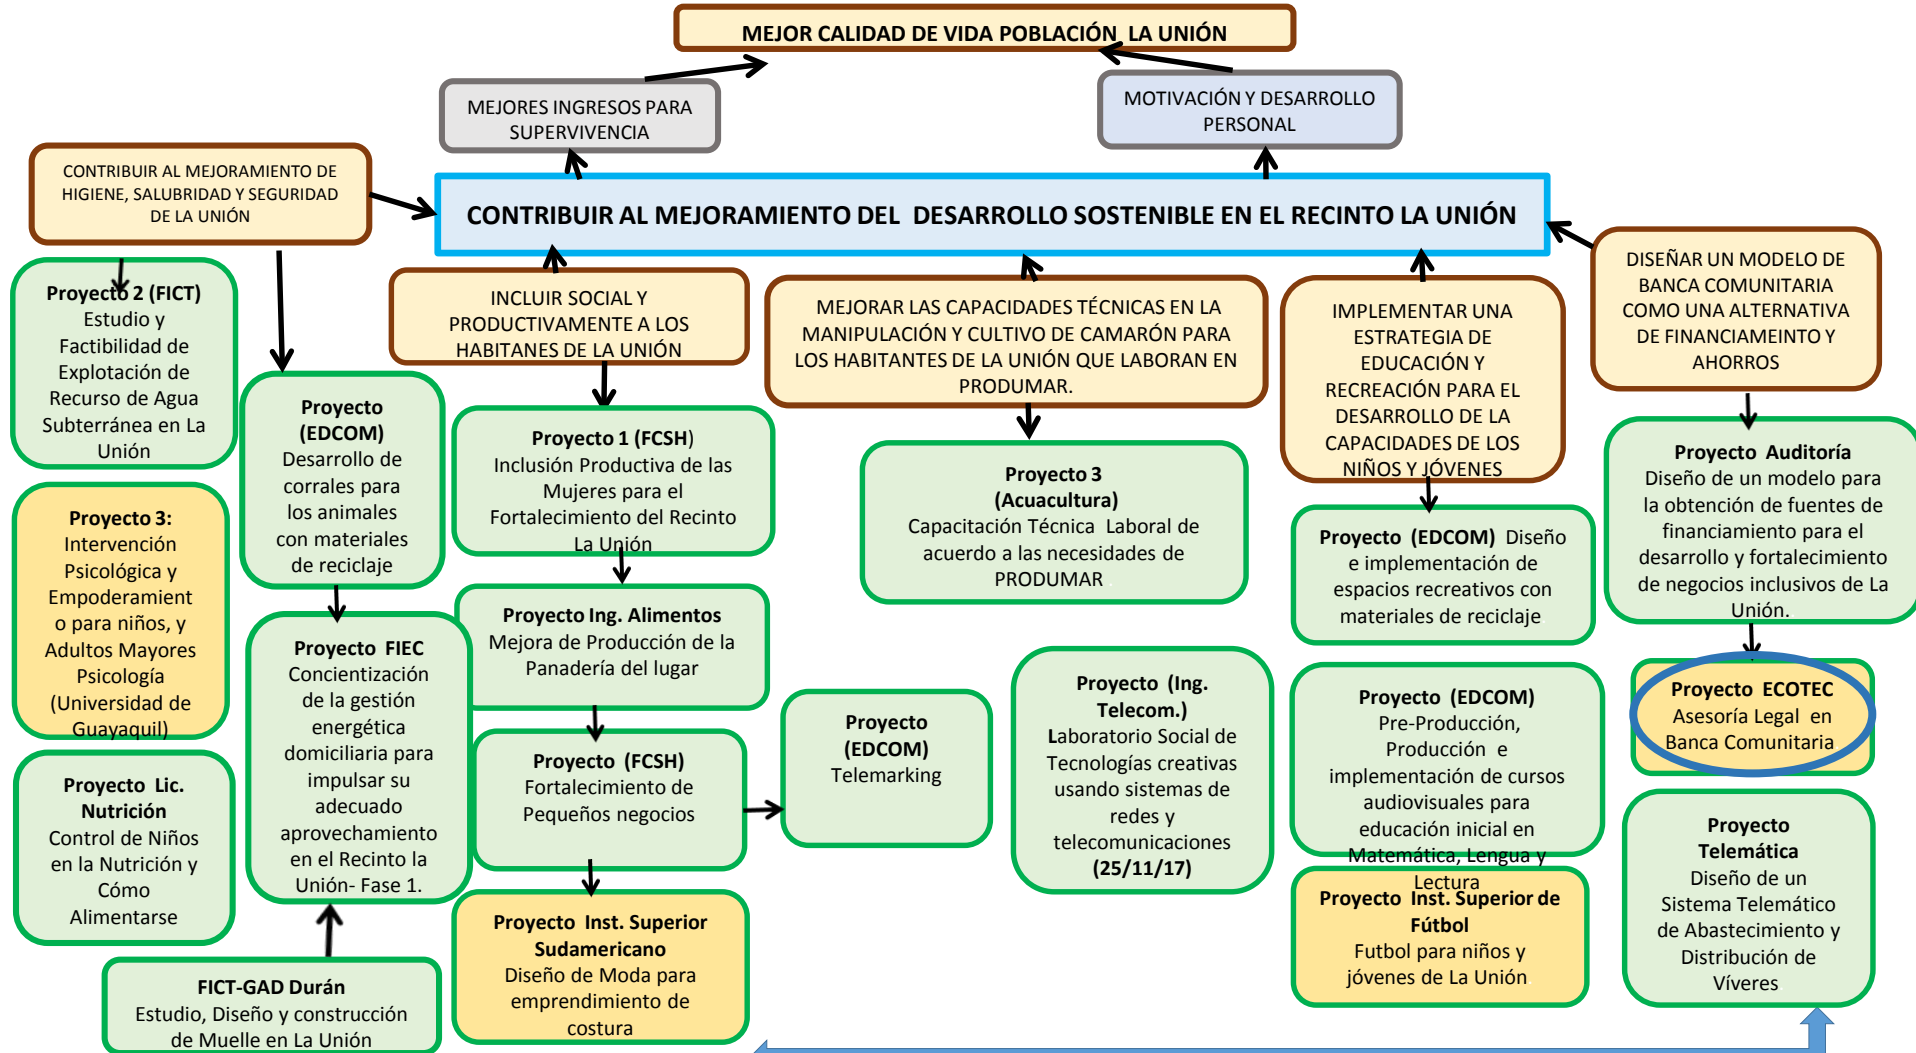 MEJOR CALIDAD DE VIDA POBLACIÓN LA UNIÓN
MEJORES INGRESOS PARA
SUPERVIVENCIA
MOTIVACIÓN Y DESARROLLO
PERSONAL
CONTRIBUIR AL MEJORAMIENTO DE
HIGIENE, SALUBRIDAD Y SEGURIDAD
DE LA UNIÓN
CONTRIBUIR AL MEJORAMIENTO DEL DESARROLLO SOSTENIBLE EN EL RECINTO LA UNIÓN
INCLUIR SOCIAL Y
PRODUCTIVAMENTE A LOS
HABITANES DE LA UNIÓN
MEJORAR LAS CAPACIDADES TÉCNICAS EN LA
MANIPULACIÓN Y CULTIVO DE CAMARÓN PARA
LOS HABITANTES DE LA UNIÓN QUE LABORAN EN
PRODUMAR.
IMPLEMENTAR UNA
ESTRATEGIA DE
EDUCACIÓN Y
RECREACIÓN PARA EL
DESARROLLO DE LA
CAPACIDADES DE LOS
NIÑOS Y JÓVENES
DISEÑAR UN MODELO DE
BANCA COMUNITARIA
COMO UNA ALTERNATIVA
DE FINANCIAMEINTO Y
AHORROS
Proyecto 2 (FICT)
Estudio y
Factibilidad de
Explotación de
Recurso de Agua
Subterránea en La
Unión
Proyecto 3:
Intervención
Psicológica y
Empoderamient
o para niños, y
Adultos Mayores
Psicología
(Universidad de
Guayaquil)
Proyecto Lic.
Nutrición
Control de Niños
en la Nutrición y
Cómo
Alimentarse
Proyecto
(EDCOM)
Desarrollo de
corrales para
los animales
con materiales
de reciclaje
Proyecto FIEC
Concientización
de la gestión
energética
domiciliaria para
impulsar su
adecuado
aprovechamiento
en el Recinto la
Unión- Fase 1.
FICT-GAD Durán
Estudio, Diseño y construcción
de Muelle en La Unión
Proyecto 1 (FCSH)
Inclusión Productiva de las
Mujeres para el
Fortalecimiento del Recinto
La Unión
Proyecto Ing. Alimentos
Mejora de Producción de la
Panadería del lugar
Proyecto (FCSH)
Fortalecimiento de
Pequeños negocios
Proyecto Inst. Superior
Sudamericano
Diseño de Moda para
emprendimiento de
costura
Proyecto
(EDCOM)
Telemarking
Proyecto 3
(Acuacultura)
Capacitación Técnica Laboral de
acuerdo a las necesidades de
PRODUMAR
Proyecto (Ing.
Telecom.)
Laboratorio Social de
Tecnologías creativas
usando sistemas de
redes y
telecomunicaciones
(25/11/17)
Proyecto (EDCOM) Diseño
e implementación de
espacios recreativos con
materiales de reciclaje
Proyecto (EDCOM)
Pre-Producción,
Producción e
implementación de cursos
audiovisuales para
educación inicial en
Matemática, Lengua y
Lectura
Proyecto Inst. Superior de
Fútbol
Futbol para niños y
jóvenes de La Unión
Proyecto Auditoría
Diseño de un modelo para
la obtención de fuentes de
financiamiento para el
desarrollo y fortalecimiento
de negocios inclusivos de La
Unión.
Proyecto ECOTEC
Asesoría Legal en
Banca Comunitaria
Proyecto
Telemática
Diseño de un
Sistema Telemático
de Abastecimiento y
Distribución de
Víveres